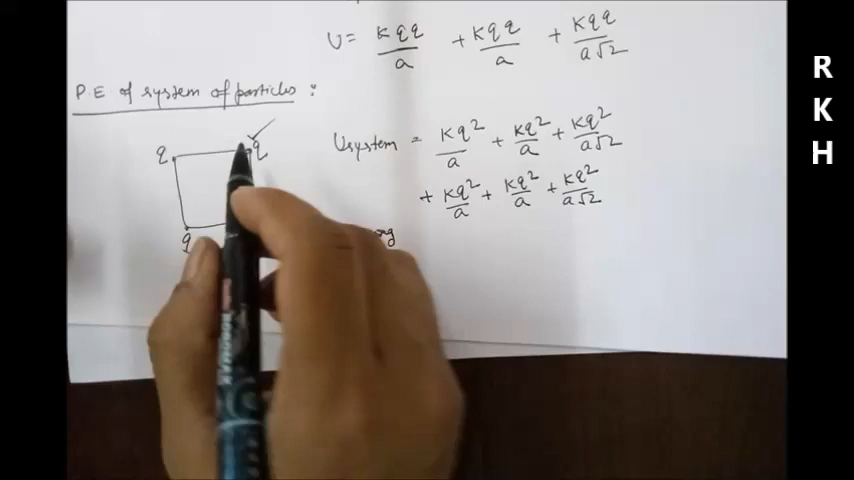 U = Kqq/a + Kqq/a + Kqq/a√2
P E of system of particles :
q q
q
Usystem = Kq²/a + Kq²/a + Kq²/a√2
+ Kq²/a + Kq²/a + Kq²/a√2
R
K
H